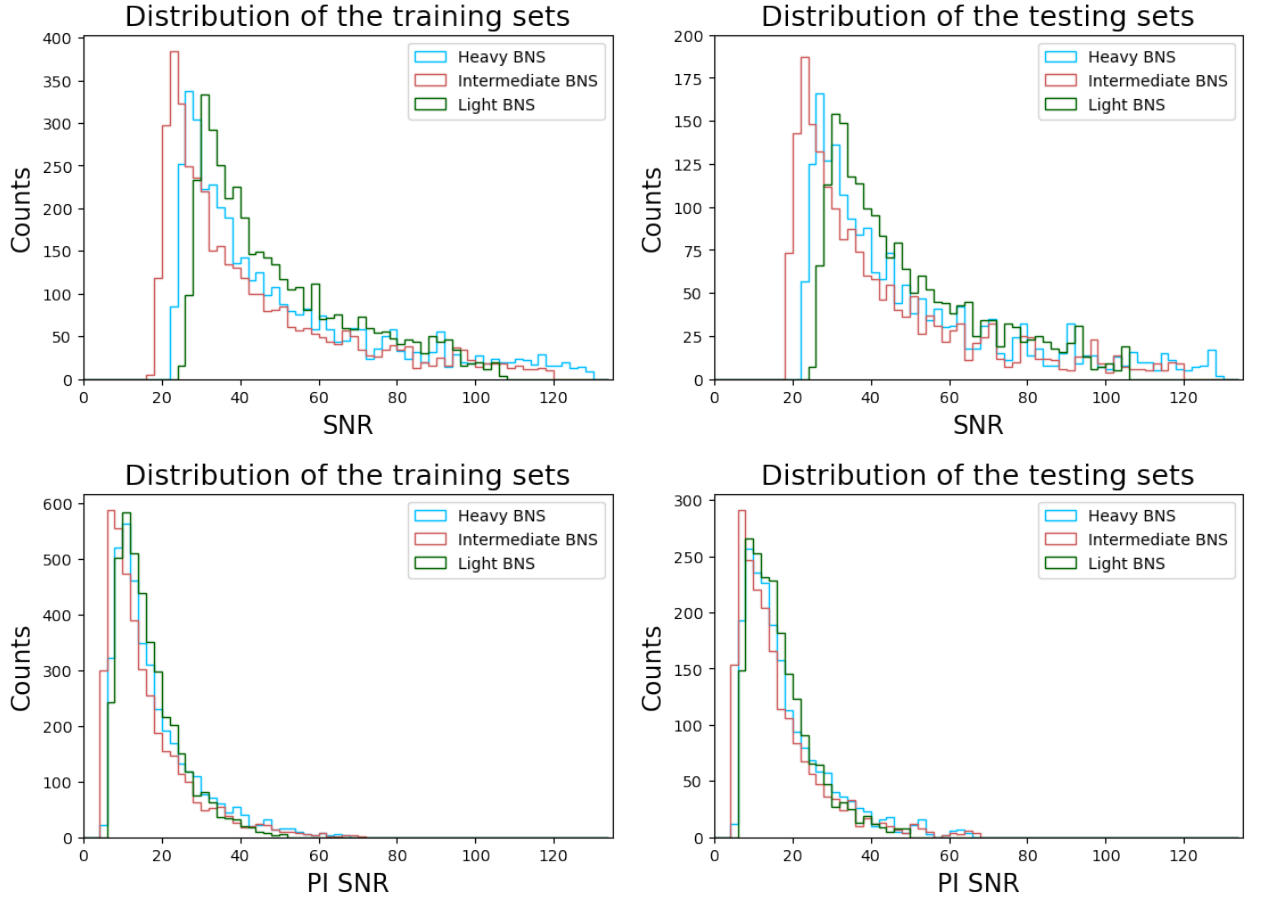 Distribution of the training sets
400
350
300
250
200
150
100
50
0
Counts
0 20 40 60 80 100 120
SNR
Heavy BNS
Intermediate BNS
Light BNS
Distribution of the testing sets
200
175
150
125
100
75
50
25
0
Counts
0 20 40 60 80 100 120
SNR
Heavy BNS
Intermediate BNS
Light BNS
Distribution of the training sets
600
500
400
300
200
100
0
Counts
0 20 40 60 80 100 120
PI SNR
Heavy BNS
Intermediate BNS
Light BNS
Distribution of the testing sets
300
250
200
150
100
50
0
Counts
0 20 40 60 80 100 120
PI SNR
Heavy BNS
Intermediate BNS
Light BNS